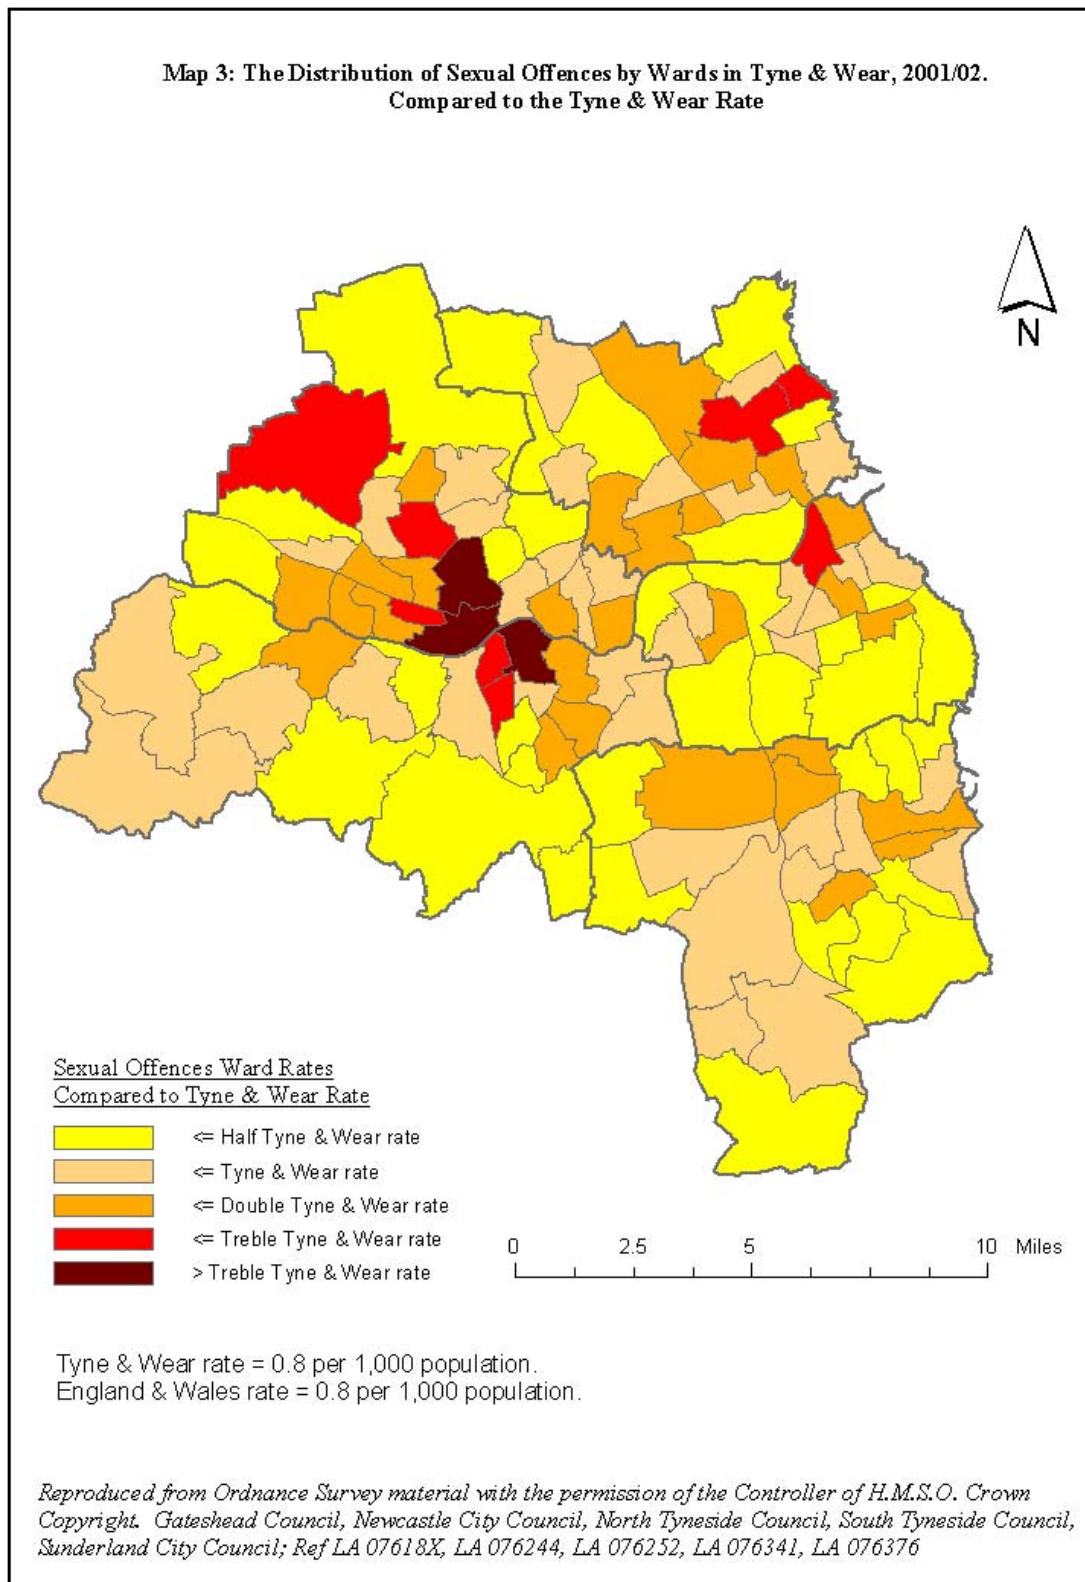 Map 3: The Distribution of Sexual Offences by Wards in Tyne & Wear, 2001/02.
Compared to the Tyne & Wear Rate
N
Sexual Offences Ward Rates
Compared to Tyne & Wear Rate
<= Half Tyne & Wear rate
<= Tyne & Wear rate
<= Double Tyne & Wear rate
<= Treble Tyne & Wear rate
> Treble Tyne & Wear rate
0 2.5 5 10 Miles
Tyne & Wear rate = 0.8 per 1,000 population.
England & Wales rate = 0.8 per 1,000 population.
Reproduced from Ordnance Survey material with the permission of the Controller of H.M.S.O. Crown
Copyright. Gateshead Council, Newcastle City Council, North Tyneside Council, South Tyneside Council,
Sunderland City Council; Ref LA 07618X, LA 076244, LA 076252, LA 076341, LA 076376